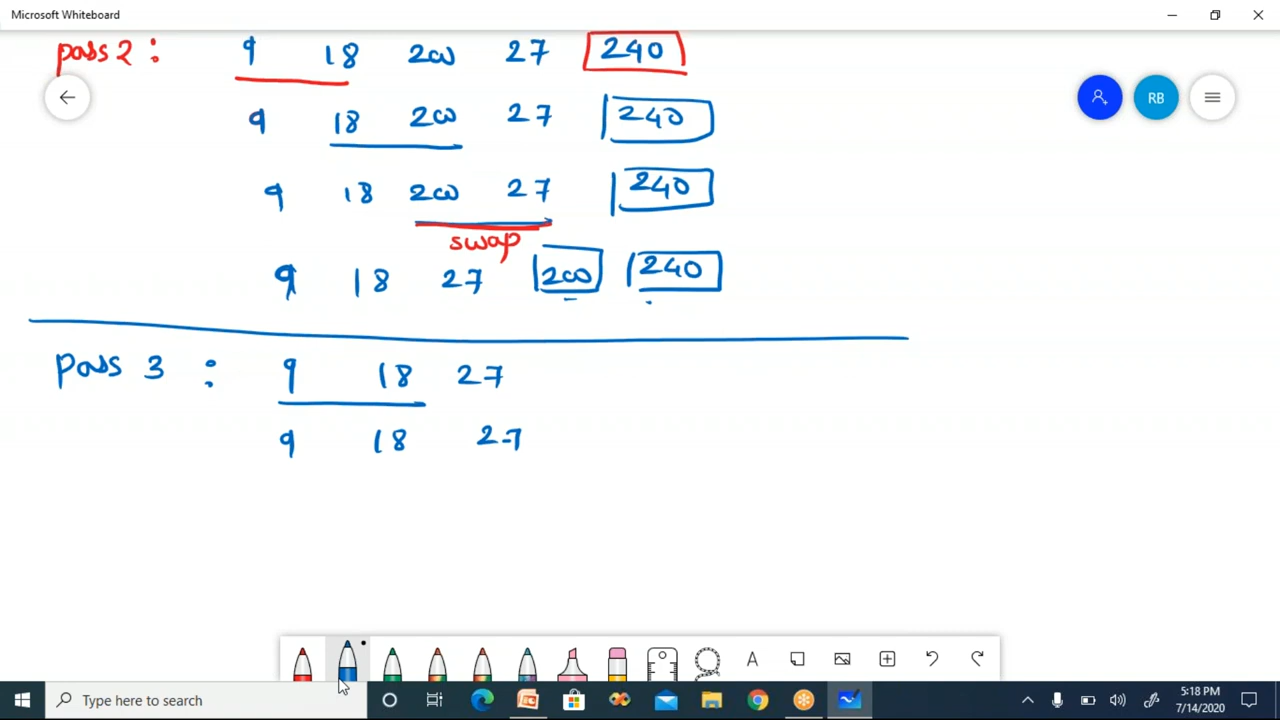 Microsoft Whiteboard
pass 2 : 9 18 200 27 240
RB
9 18 200 27 240
9 18 200 27 240
swap
9 18 27 200 240
Pass 3 : 9 18 27
9 18 27
A
Type here to search
5:18 PM
7/14/2020